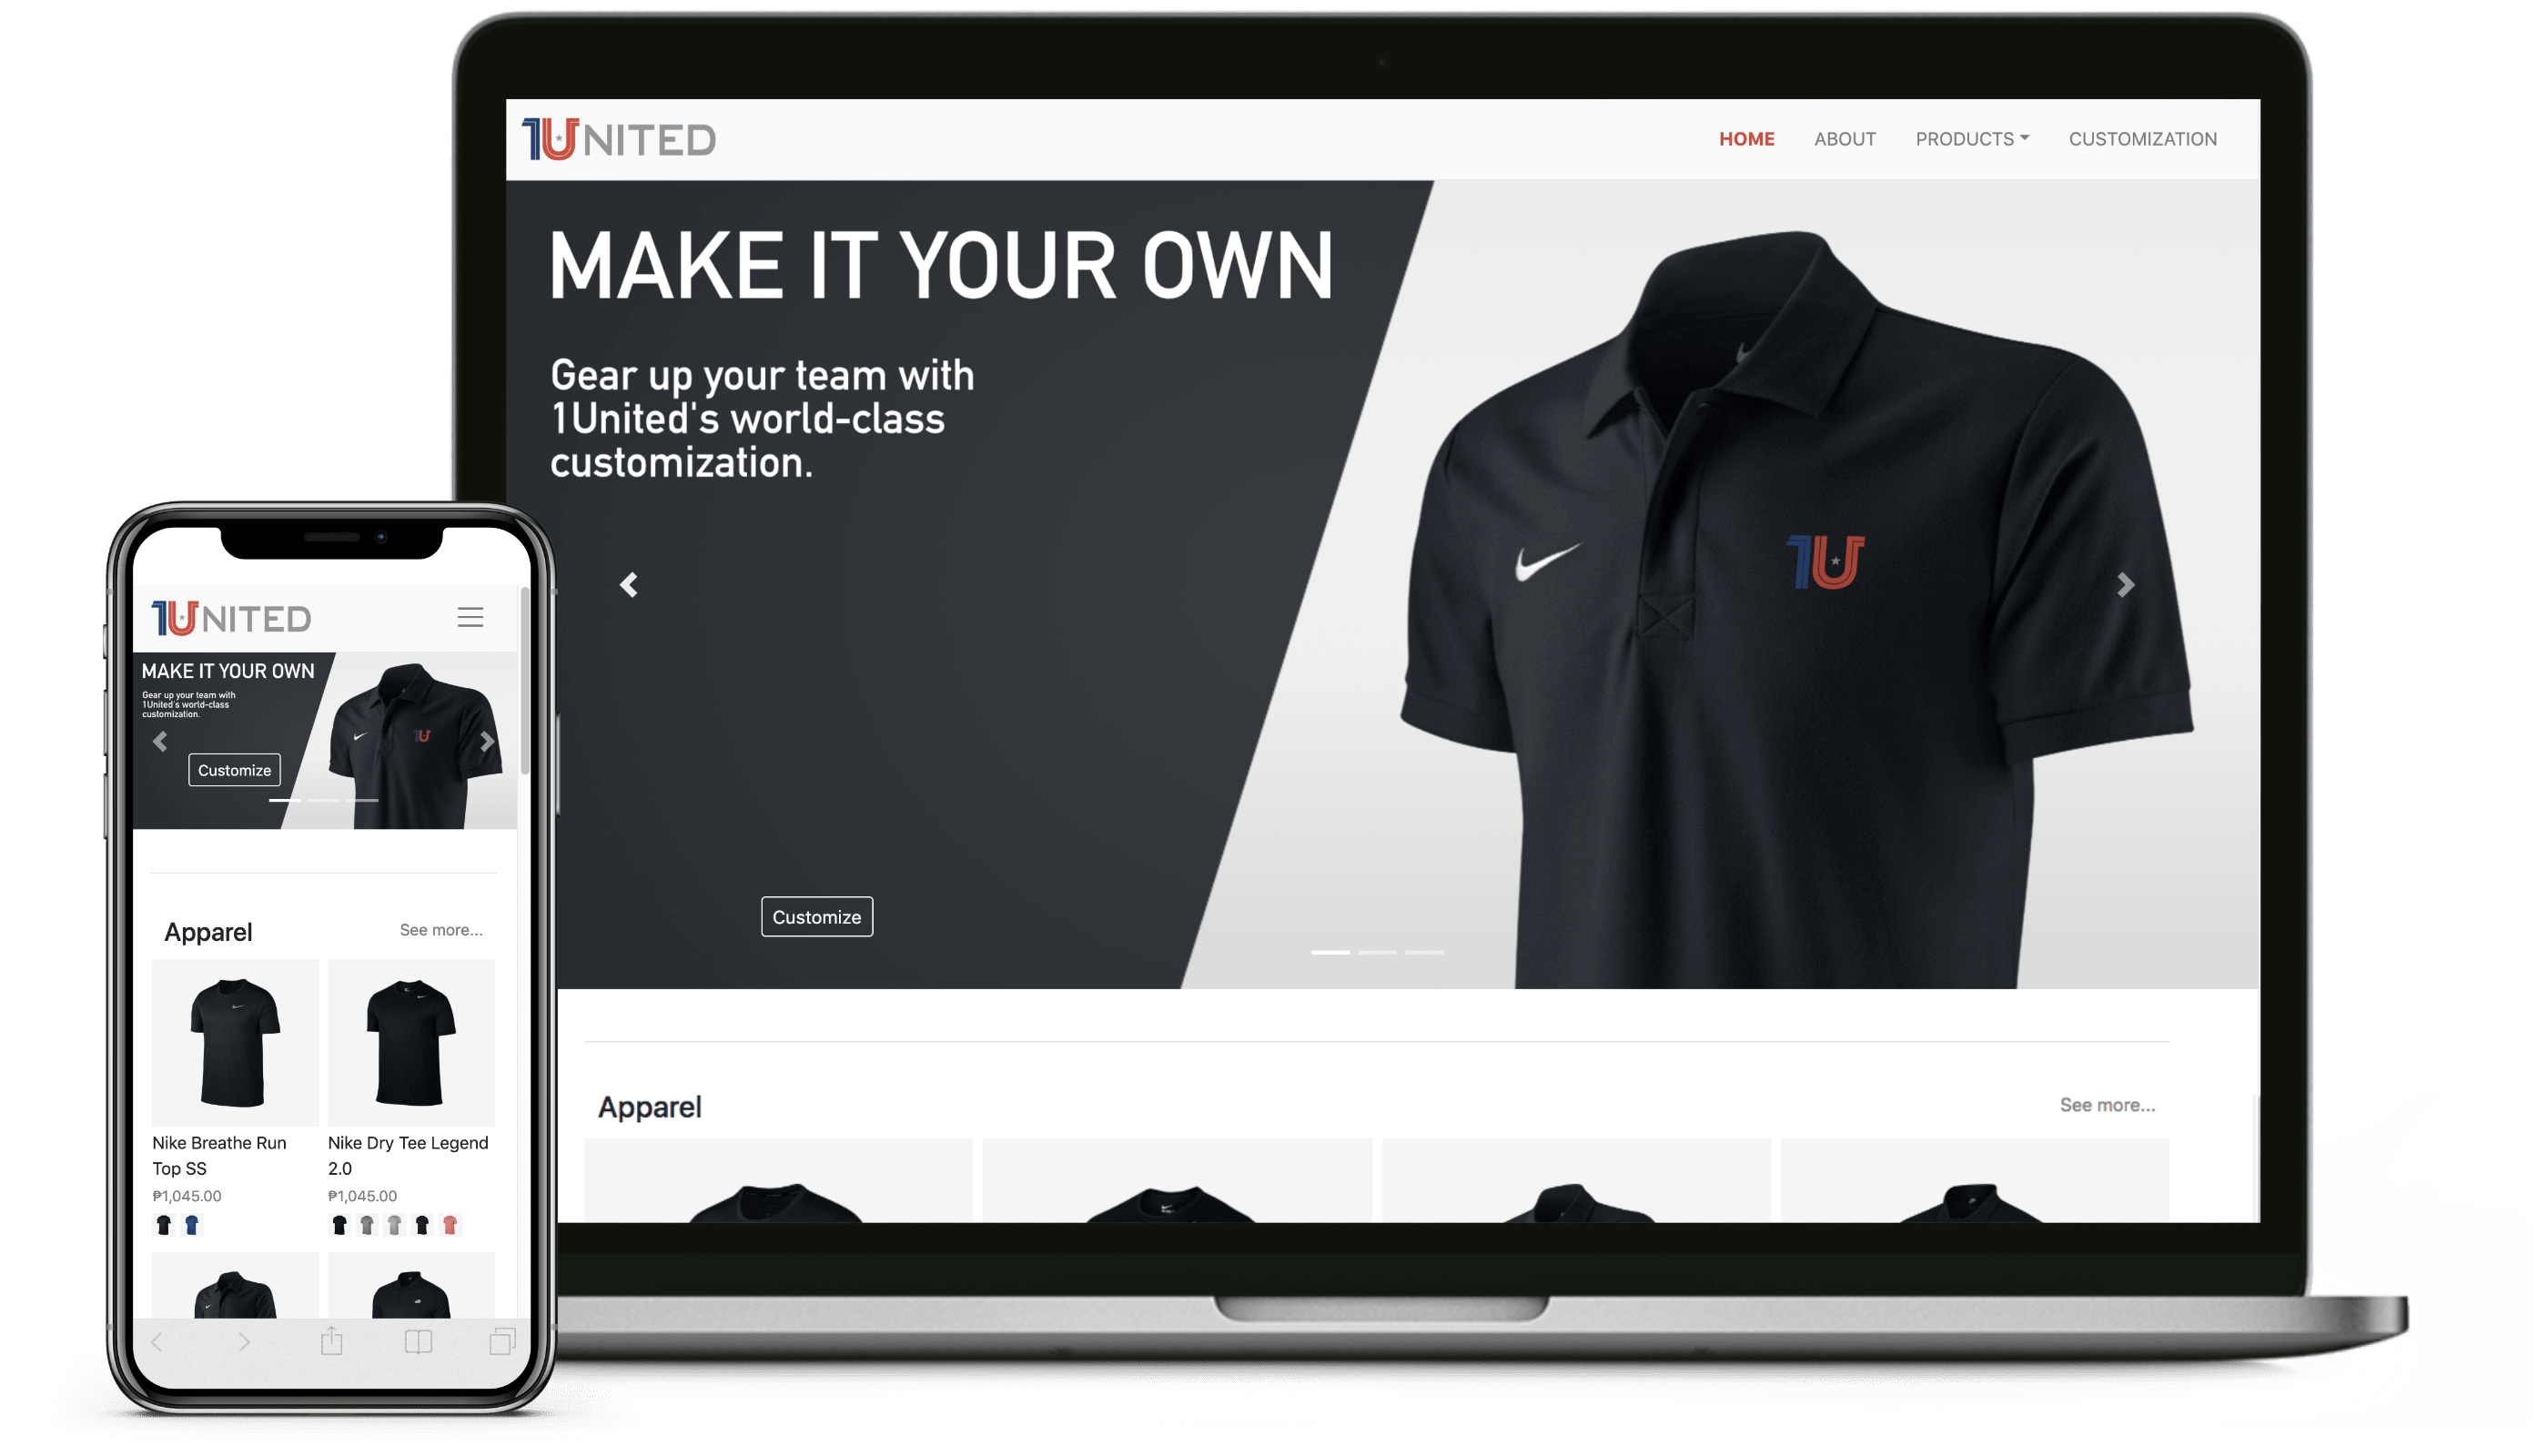 1UNITED
HOME ABOUT PRODUCTS CUSTOMIZATION
MAKE IT YOUR OWN
Gear up your team with
1United's world-class
customization.
1U
Customize
Apparel
See more...
1UNITED
MAKE IT YOUR OWN
Gear up your team with
1United's world-class
customization.
1U
Customize
Apparel
See more...
Nike Breathe Run
Top SS
₱1,045.00
Nike Dry Tee Legend
2.0
₱1,045.00